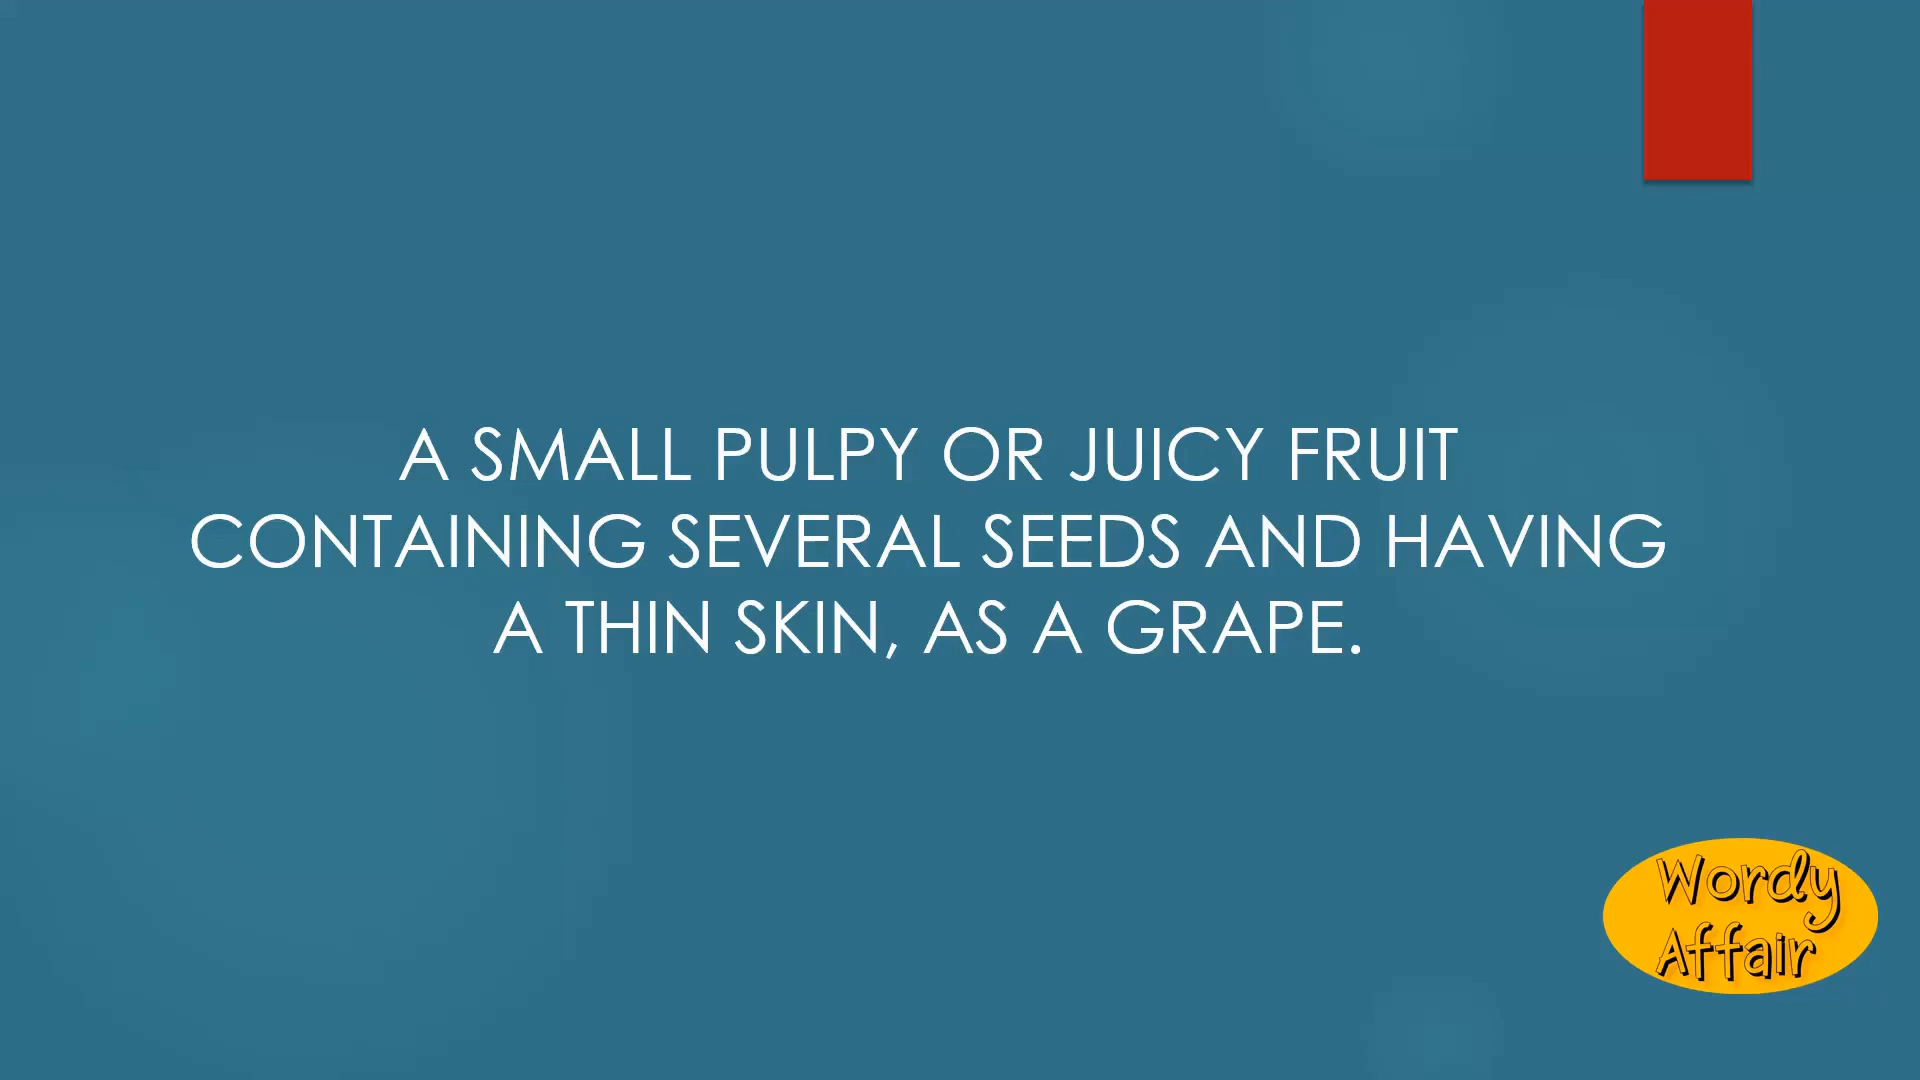 A SMALL PULPY OR JUICY FRUIT
CONTAINING SEVERAL SEEDS AND HAVING
A THIN SKIN, AS A GRAPE.
Wordy
Affair